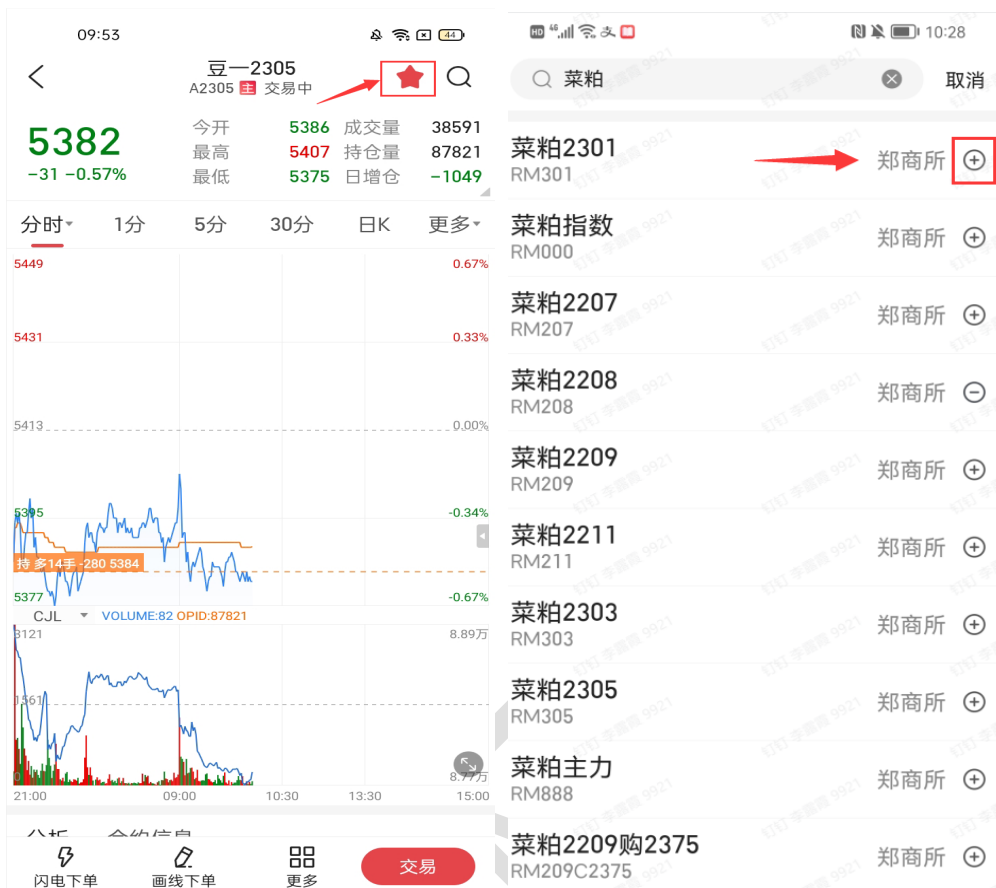 09:53
44
豆一2305
A2305 主 交易中
5382
-31 -0.57%
今开 5386 成交量 38591
最高 5407 持仓量 87821
最低 5375 日增仓 -1049
分时 1分 5分 30分 日K 更多
5449 0.67%
5431 0.33%
5413 0.00%
5395 -0.34%
持 多14手 -280 5384
5377 -0.67%
CJL VOLUME:82 OPID:87821
3121 8.89万
1561
0 8.77万
21:00 09:00 10:30 13:30 15:00
分析 合约信息
闪电下单 画线下单 更多 交易
HD 4G 支 10:28
菜粕 取消
菜粕2301
RM301 郑商所
菜粕指数
RM000 郑商所
菜粕2207
RM207 郑商所
菜粕2208
RM208 郑商所
菜粕2209
RM209 郑商所
菜粕2211
RM211 郑商所
菜粕2303
RM303 郑商所
菜粕2305
RM305 郑商所
菜粕主力
RM888 郑商所
菜粕2209购2375
RM209C2375 郑商所